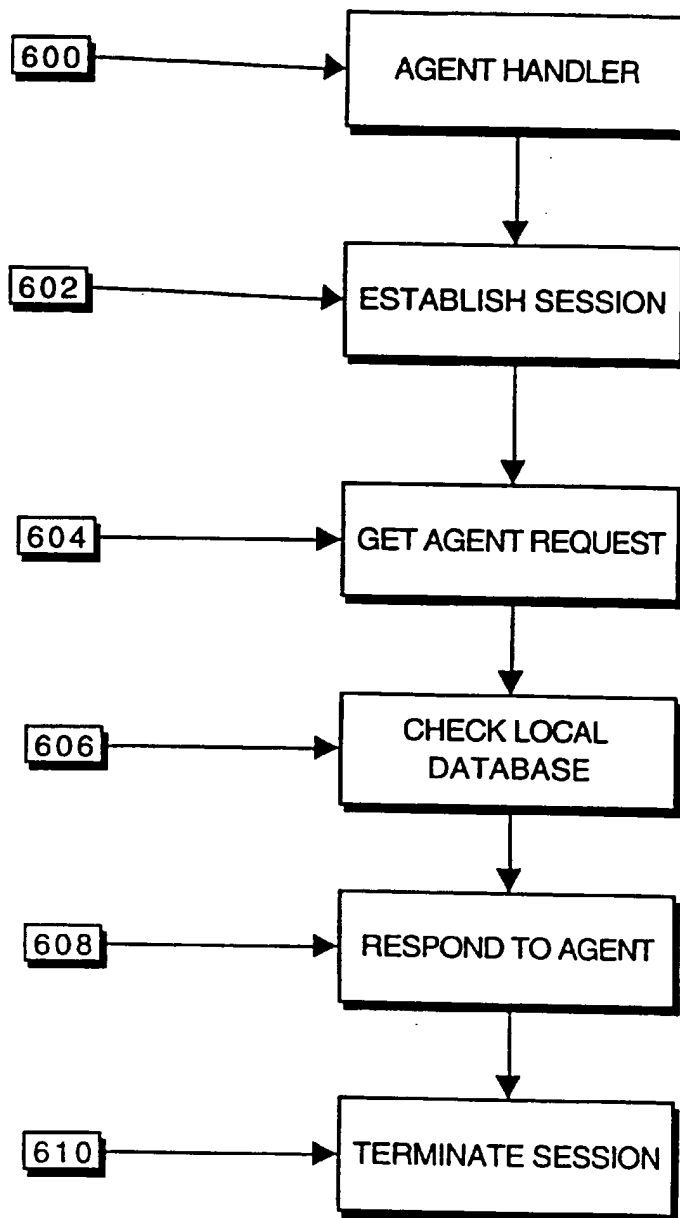 600
AGENT HANDLER
602
ESTABLISH SESSION
604
GET AGENT REQUEST
606
CHECK LOCAL
DATABASE
608
RESPOND TO AGENT
610
TERMINATE SESSION